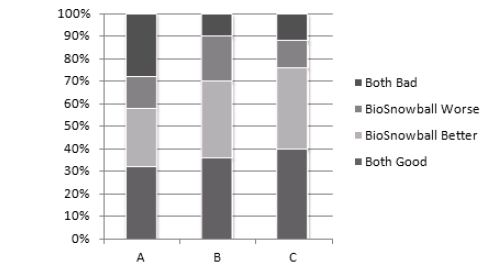 100%
90%
80%
70%
60%
50%
40%
30%
20%
10%
0%
A B C
Both Bad
BioSnowball Worse
BioSnowball Better
Both Good